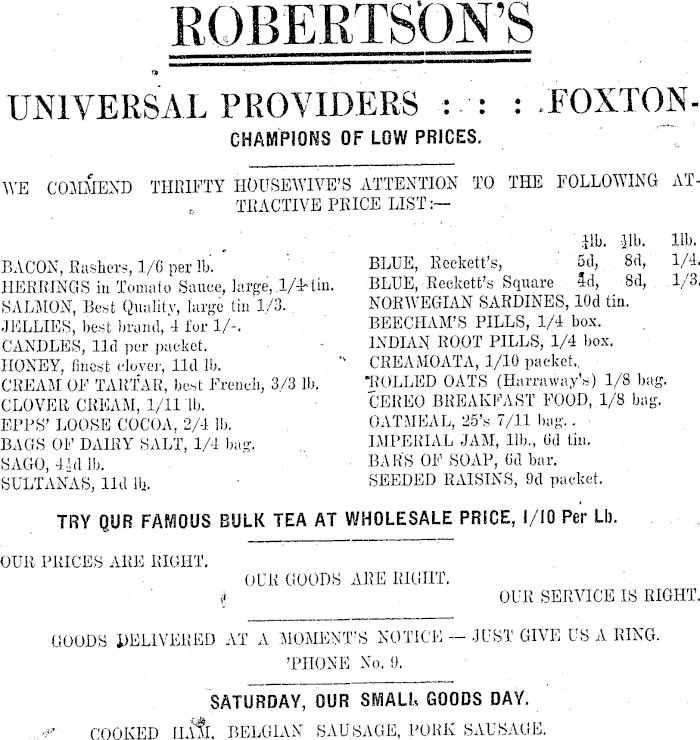 ROBERTSON'S
UNIVERSAL PROVIDERS : : : FOXTON-
CHAMPIONS OF LOW PRICES.
WE COMMEND THRIFTY HOUSEWIVE'S ATTENTION TO THE FOLLOWING AT-
TRACTIVE PRICE LIST:—
BACON, Rashers, 1/6 per lb.
HERRINGS in Tomato Sauce, large, 1/4 tin.
SALMON, Best Quality, large tin 1/3.
JELLIES, best brand, 4 for 1/-.
CANDLES, 11d per packet.
HONEY, finest clover, 11d lb.
CREAM OF TARTAR, best French, 3/3 lb.
CLOVER CREAM, 1/11 lb.
EPPS' LOOSE COCOA, 2/4 lb.
BAGS OF DAIRY SALT, 1/4 bag.
SAGO, 4½d lb.
SULTANAS, 11d lb.
¼lb. ½lb. 1lb.
BLUE, Reckett's, 5d, 8d, 1/4.
BLUE, Reckett's Square 4d, 8d, 1/3.
NORWEGIAN SARDINES, 10d tin.
BEECHAM'S PILLS, 1/4 box.
INDIAN ROOT PILLS, 1/4 box.
CREAMOATA, 1/10 packet.
ROLLED OATS (Harraway's) 1/8 bag.
CEREO BREAKFAST FOOD, 1/8 bag.
OATMEAL, 25's 7/11 bag.
IMPERIAL JAM, 1lb., 6d tin.
BARS OF SOAP, 6d bar.
SEEDED RAISINS, 9d packet.
TRY OUR FAMOUS BULK TEA AT WHOLESALE PRICE, 1/10 Per Lb.
OUR PRICES ARE RIGHT.
OUR GOODS ARE RIGHT.
OUR SERVICE IS RIGHT.
GOODS DELIVERED AT A MOMENT'S NOTICE — JUST GIVE US A RING.
'PHONE No. 9.
SATURDAY, OUR SMALL GOODS DAY.
COOKED HAM, BELGIAN SAUSAGE, PORK SAUSAGE.